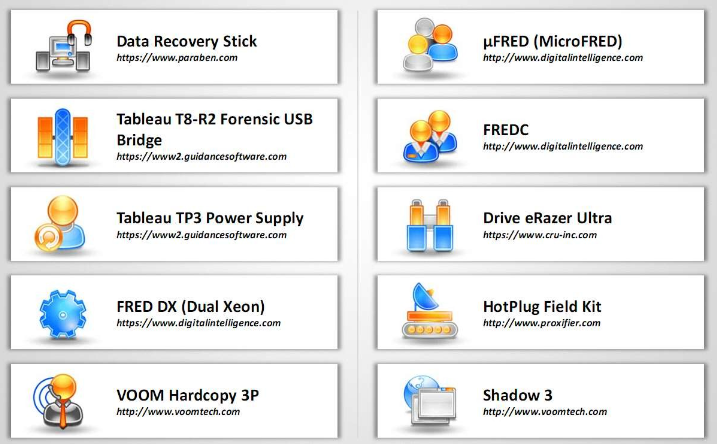 Data Recovery Stick
https://www.paraben.com
Tableau T8-R2 Forensic USB
Bridge
https://www2.guidancesoftware.com
Tableau TP3 Power Supply
https://www2.guidancesoftware.com
FRED DX (Dual Xeon)
https://www.digitalintelligence.com
VOOM Hardcopy 3P
http://www.voomtech.com
µFRED (MicroFRED)
http://www.digitalintelligence.com
FREDC
http://www.digitalintelligence.com
Drive eRazer Ultra
https://www.cru-inc.com
HotPlug Field Kit
http://www.proxifier.com
Shadow 3
http://www.voomtech.com